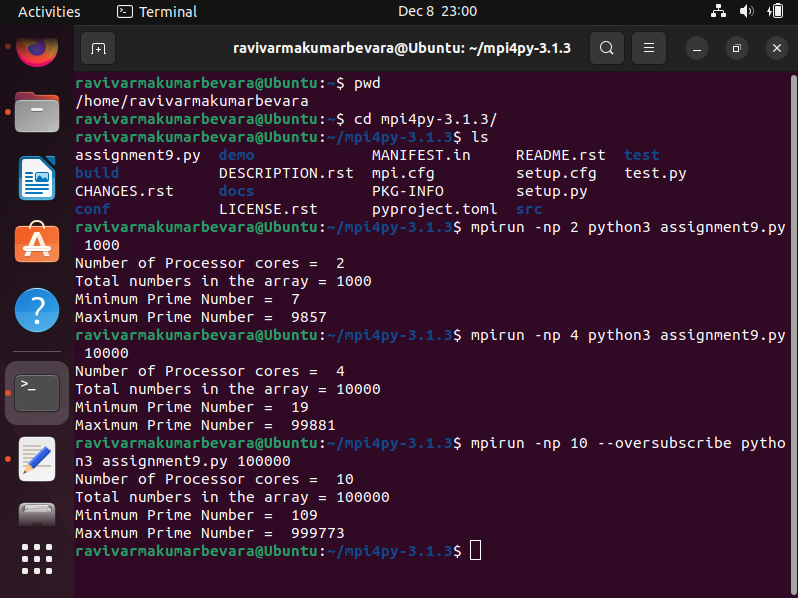 Activities Terminal Dec 8 23:00
ravivarmakumarbevara@Ubuntu: ~/mpi4py-3.1.3
ravivarmakumarbevara@Ubuntu:~$ pwd
/home/ravivarmakumarbevara
ravivarmakumarbevara@Ubuntu:~$ cd mpi4py-3.1.3/
ravivarmakumarbevara@Ubuntu:~/mpi4py-3.1.3$ ls
assignment9.py demo MANIFEST.in README.rst test
build DESCRIPTION.rst mpi.cfg setup.cfg test.py
CHANGES.rst docs PKG-INFO setup.py
conf LICENSE.rst pyproject.toml src
ravivarmakumarbevara@Ubuntu:~/mpi4py-3.1.3$ mpirun -np 2 python3 assignment9.py
1000
Number of Processor cores = 2
Total numbers in the array = 1000
Minimum Prime Number = 7
Maximum Prime Number = 9857
ravivarmakumarbevara@Ubuntu:~/mpi4py-3.1.3$ mpirun -np 4 python3 assignment9.py
10000
Number of Processor cores = 4
Total numbers in the array = 10000
Minimum Prime Number = 19
Maximum Prime Number = 99881
ravivarmakumarbevara@Ubuntu:~/mpi4py-3.1.3$ mpirun -np 10 --oversubscribe pytho
n3 assignment9.py 100000
Number of Processor cores = 10
Total numbers in the array = 100000
Minimum Prime Number = 109
Maximum Prime Number = 999773
ravivarmakumarbevara@Ubuntu:~/mpi4py-3.1.3$